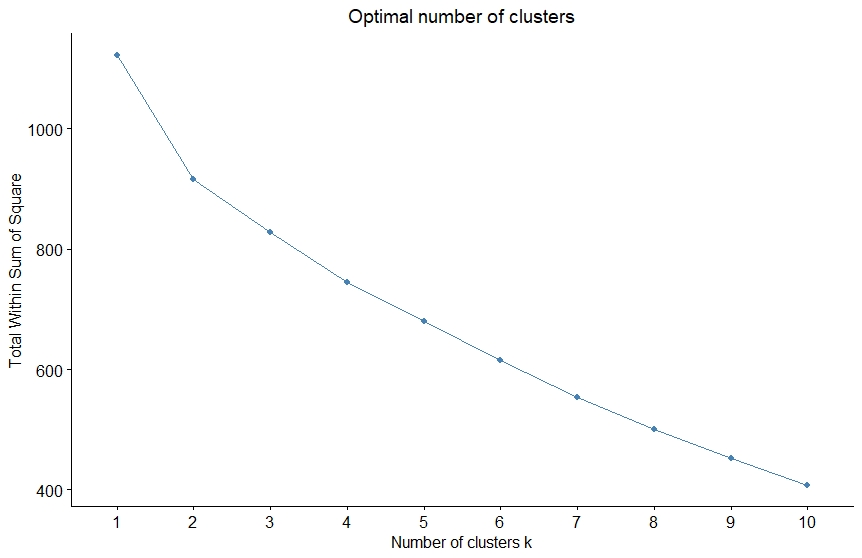 Optimal number of clusters
Total Within Sum of Square
1000
800
600
400
1 2 3 4 5 6 7 8 9 10
Number of clusters k